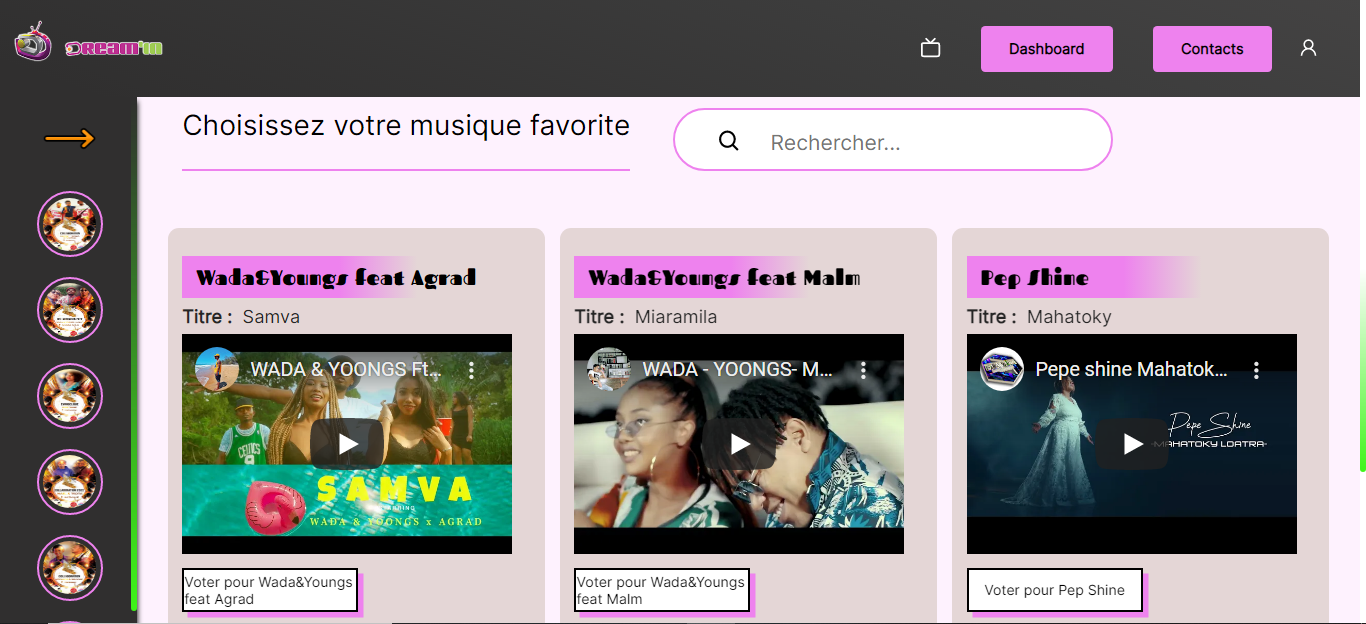 Dream'in
Dashboard
Contacts
Choisissez votre musique favorite
Rechercher...
Wada&Youngs feat Agrad
Titre : Samva
WADA & YOONGS Ft...
CELTICS
SAMVA
WADA & YOONGS x AGRAD
Voter pour Wada&Youngs
feat Agrad
Wada&Youngs feat Malm
Titre : Miaramila
WADA - YOONGS- M...
Voter pour Wada&Youngs
feat Malm
Pep Shine
Titre : Mahatoky
Pepe shine Mahatok...
Pepe Shine
-MAHATOKY LOATRA-
Voter pour Pep Shine